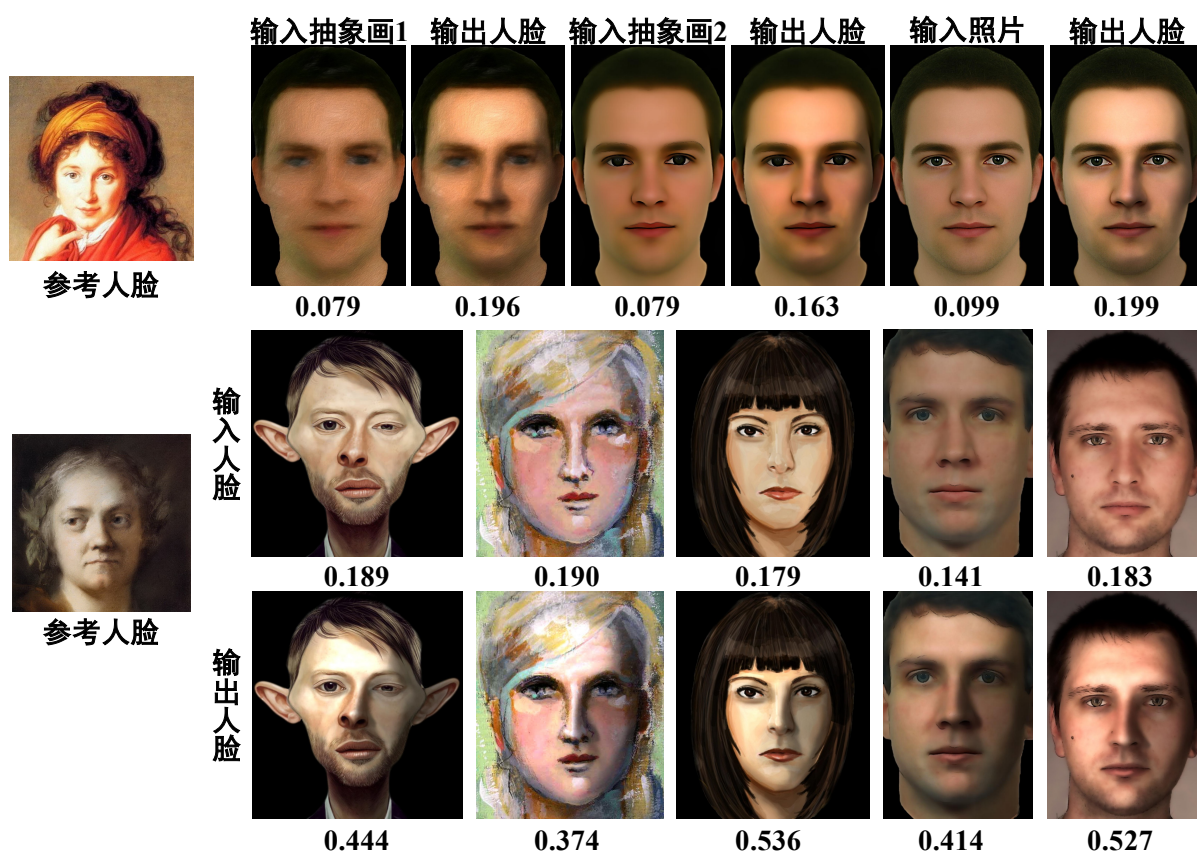 输入抽象画1 输出人脸 输入抽象画2 输出人脸 输入照片 输出人脸
参考人脸
0.079 0.196 0.079 0.163 0.099 0.199
输入人脸
0.189 0.190 0.179 0.141 0.183
参考人脸
输出人脸
0.444 0.374 0.536 0.414 0.527